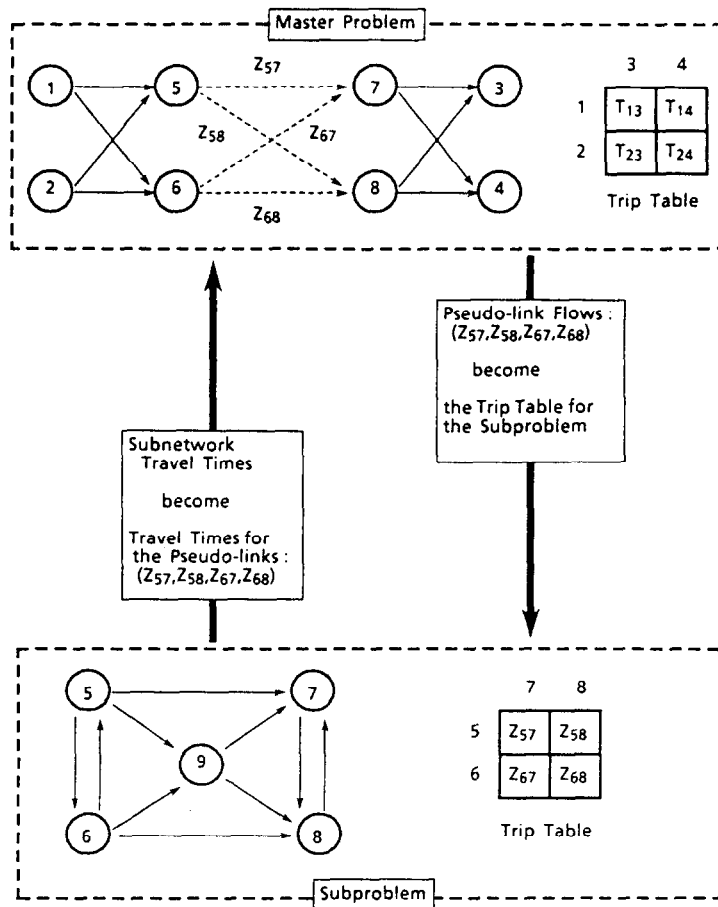 Master Problem
1 5 Z57 7 3
Z58 Z67
2 6 Z68 8 4
3 4
1 T13 T14
2 T23 T24
Trip Table
Pseudo-link Flows :
(Z57,Z58,Z67,Z68)
become
the Trip Table for
the Subproblem
Subnetwork
Travel Times
become
Travel Times for
the Pseudo-links :
(Z57,Z58,Z67,Z68)
5 7
9
6 8
7 8
5 Z57 Z58
6 Z67 Z68
Trip Table
Subproblem